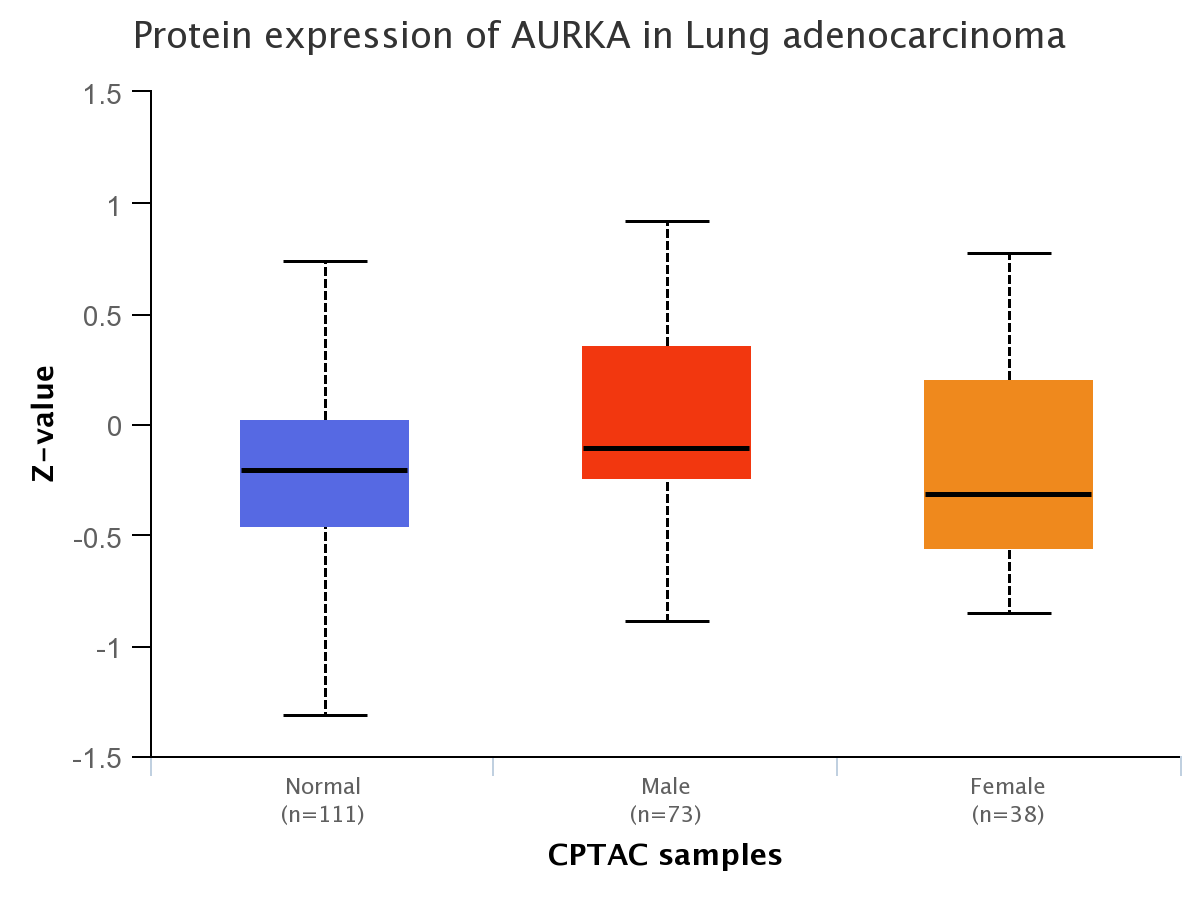 Protein expression of AURKA in Lung adenocarcinoma
1.5
1
0.5
0
-0.5
-1
-1.5
Z-value
Normal
(n=111)
Male
(n=73)
Female
(n=38)
CPTAC samples